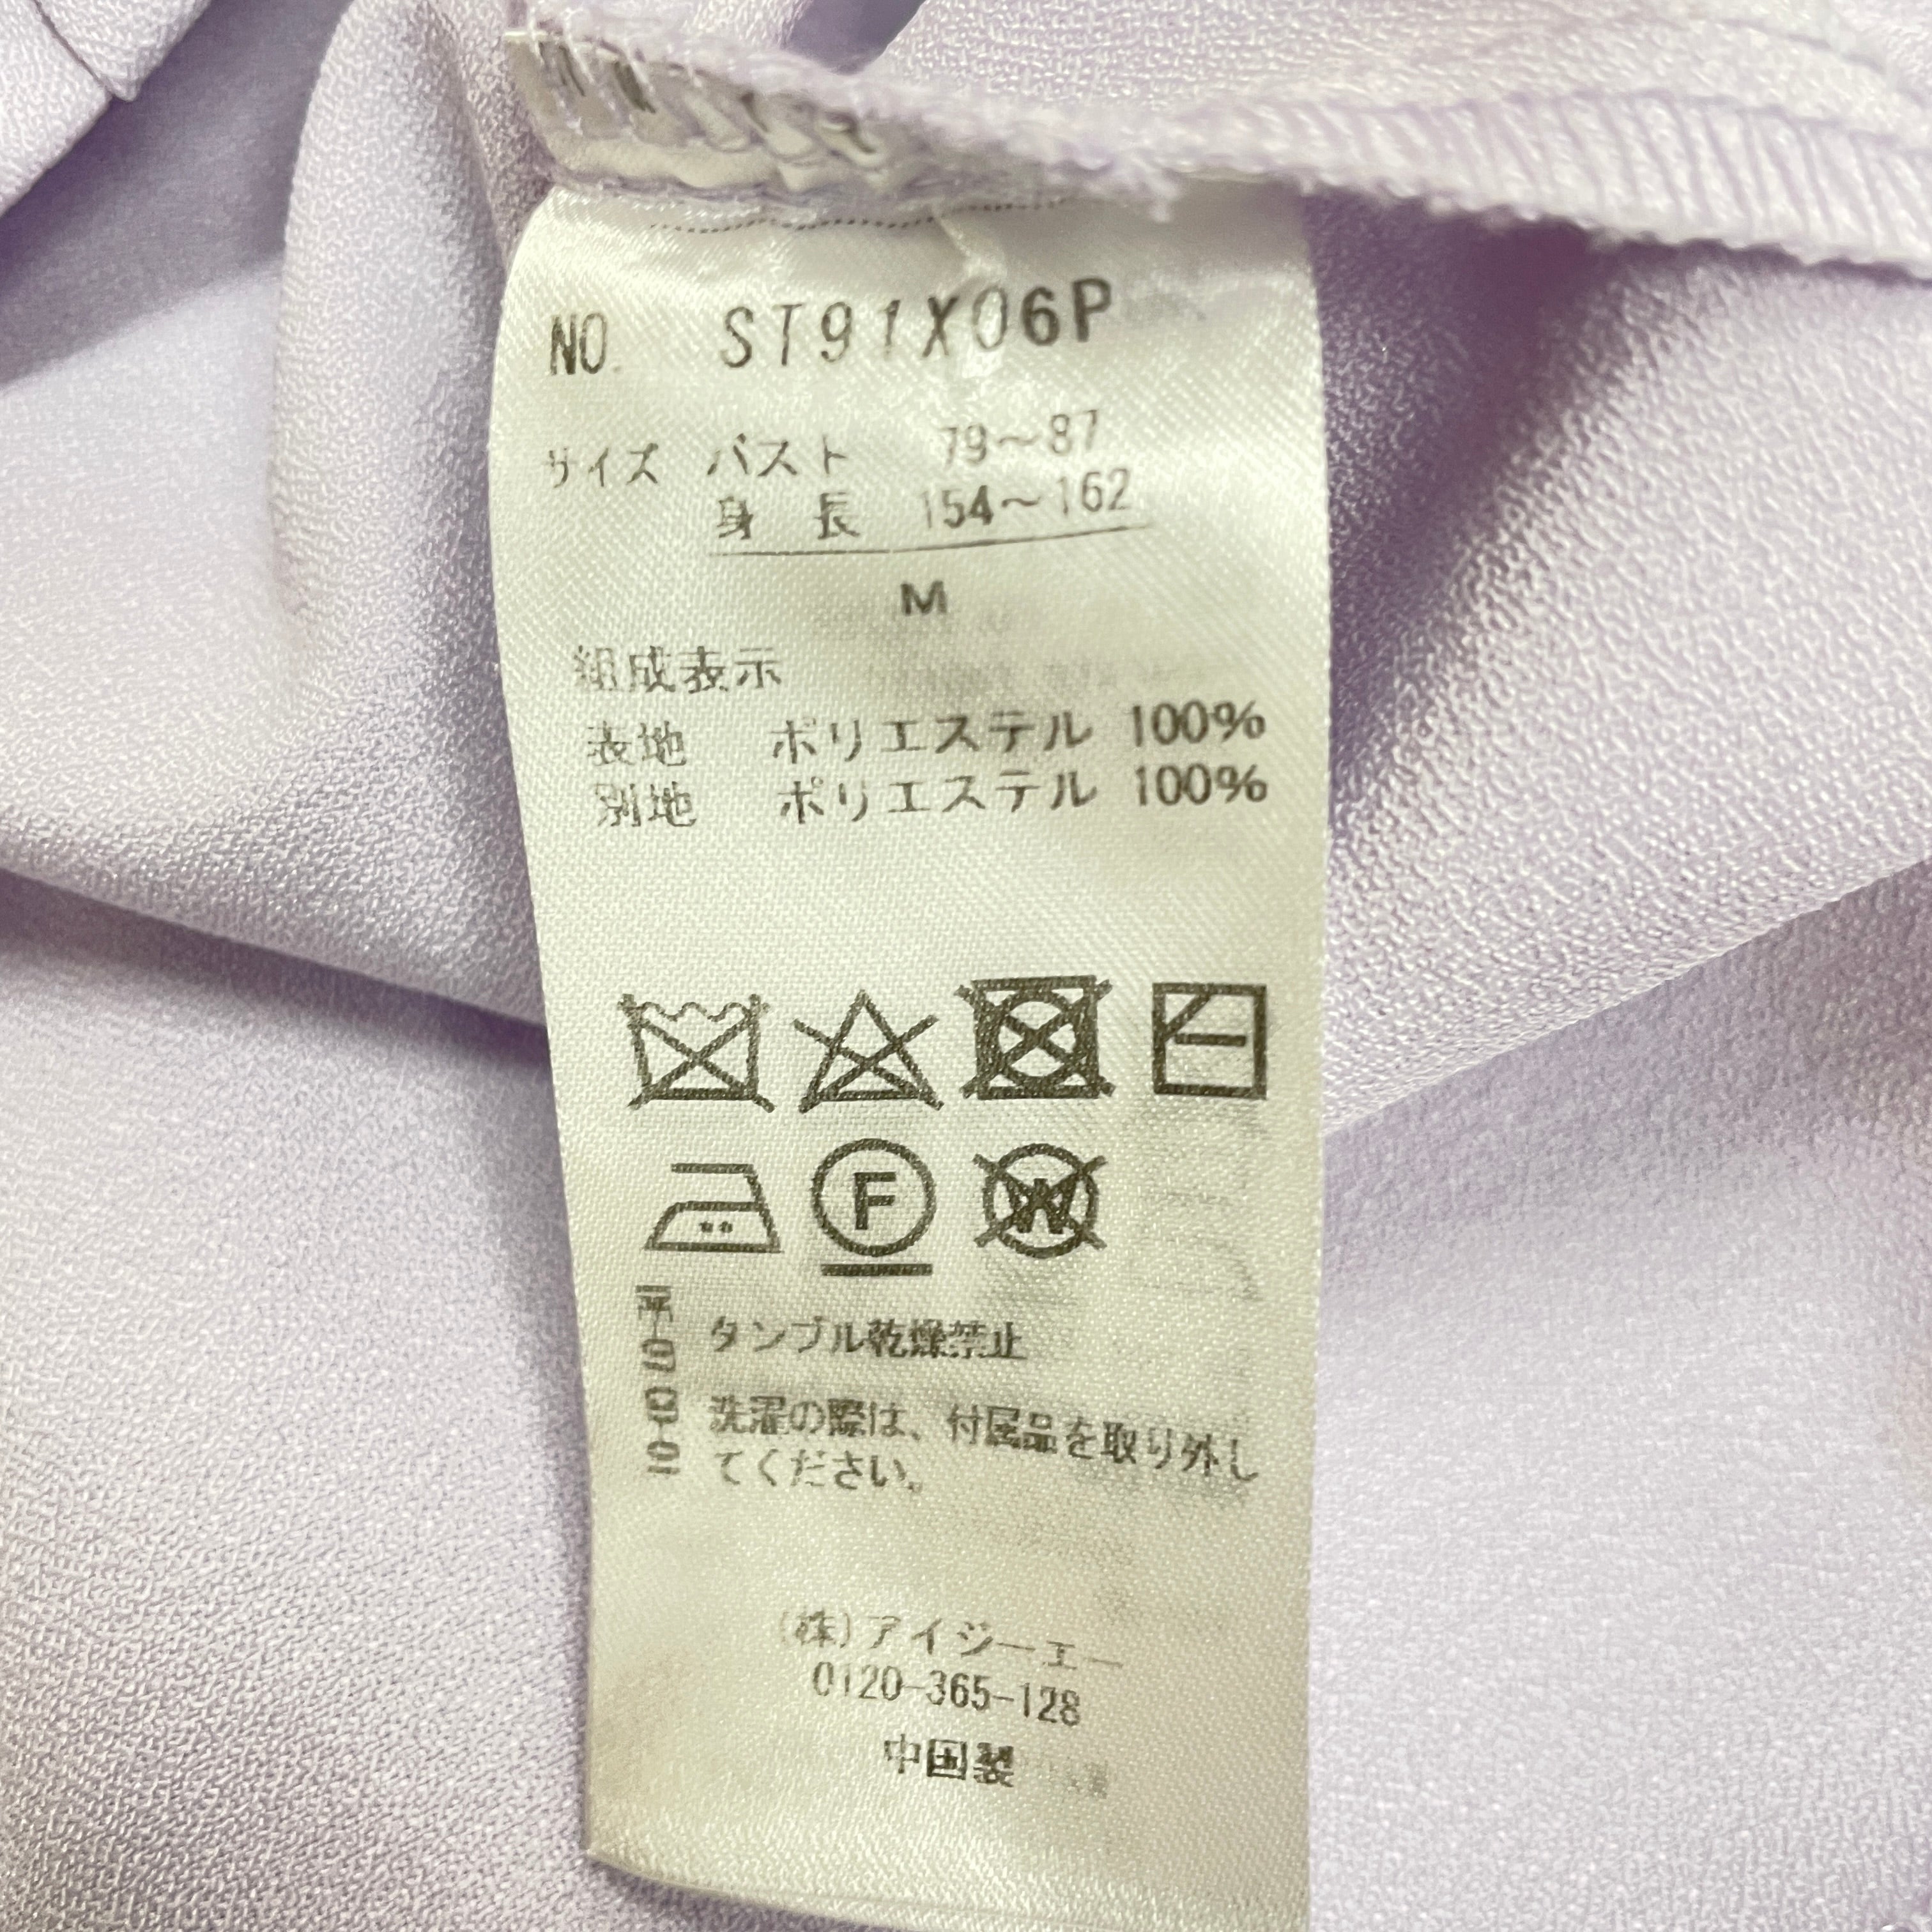 NO. ST91X06P
サイズ バスト 79〜87
身長 154〜162
M
組成表示
表地 ポリエステル 100%
別地 ポリエステル 100%
F
W
タンブル乾燥禁止
洗濯の際は、付属品を取り外し
てください。
(株)アイジーエー
0120-365-128
中国製